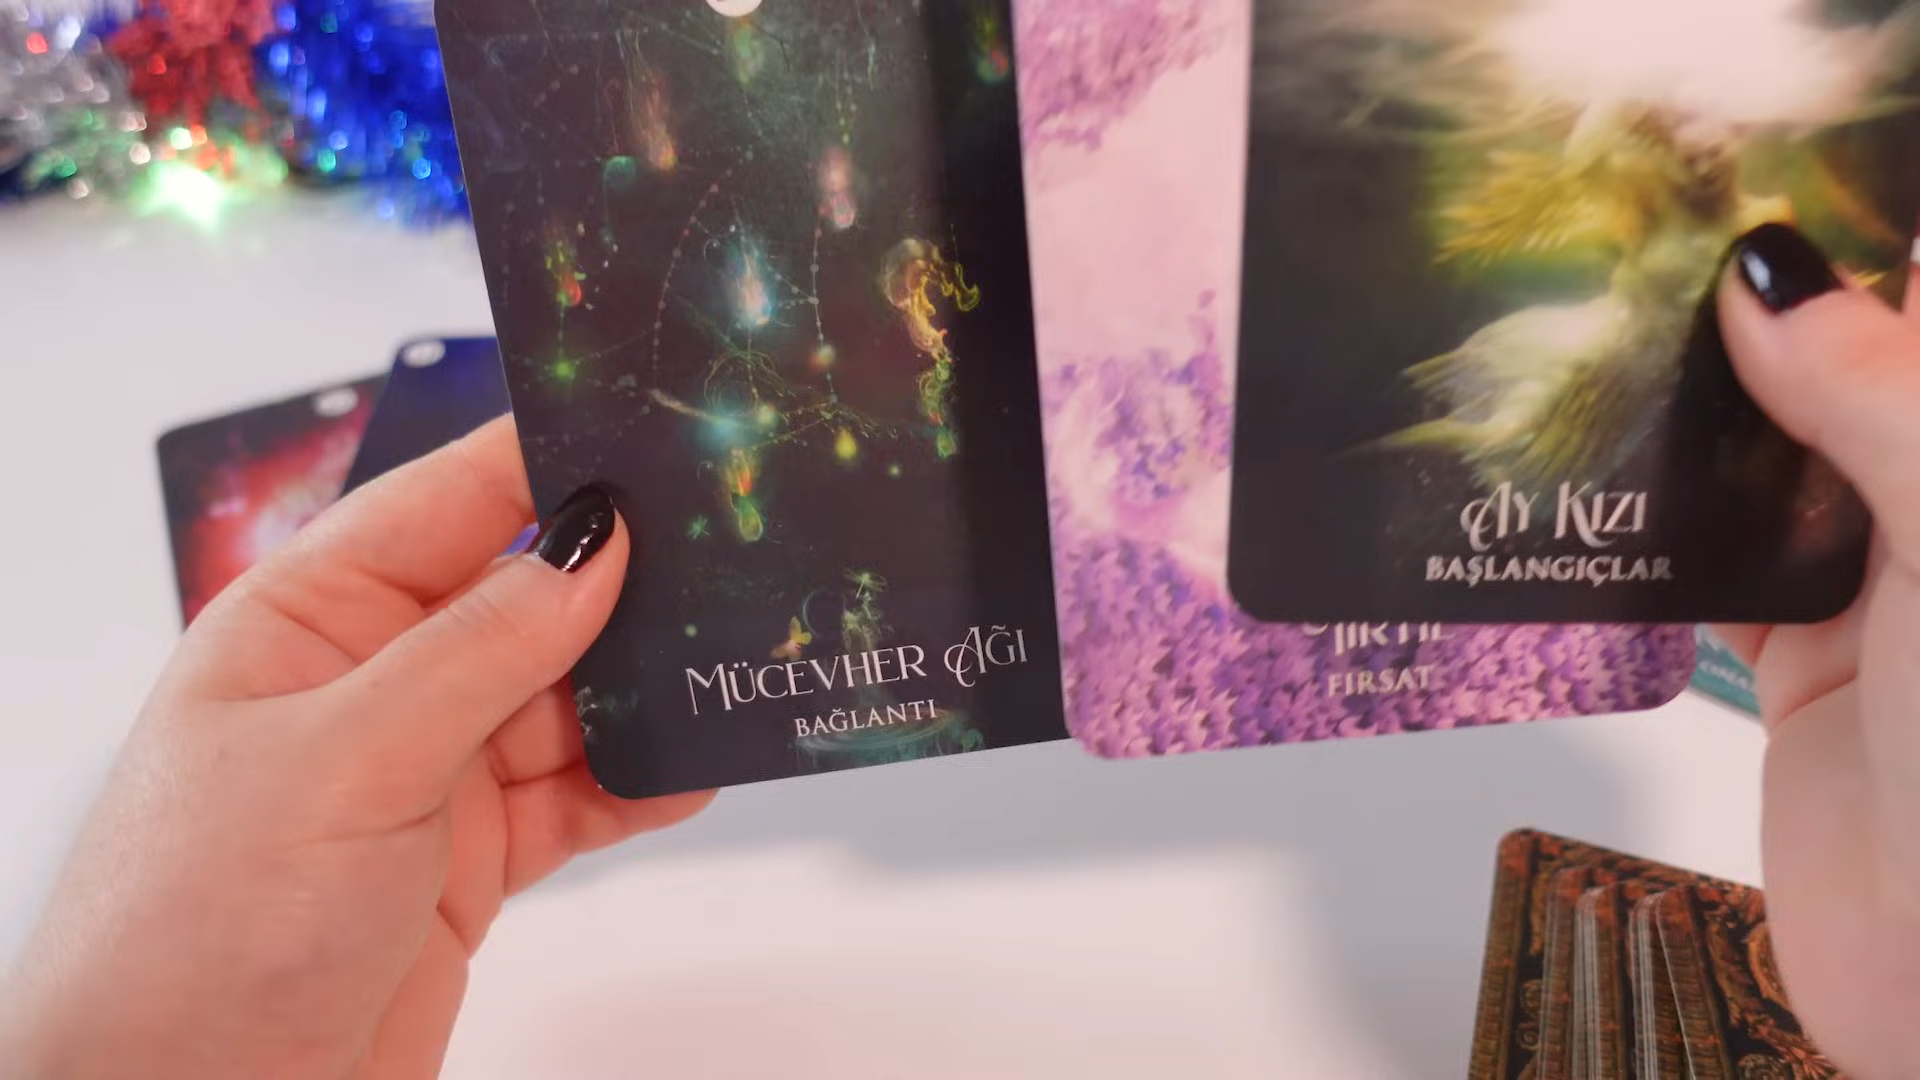 MÜCEVHER AĞI
BAĞLANTI
FIRSAT
AY KIZI
BAŞLANGIÇLAR